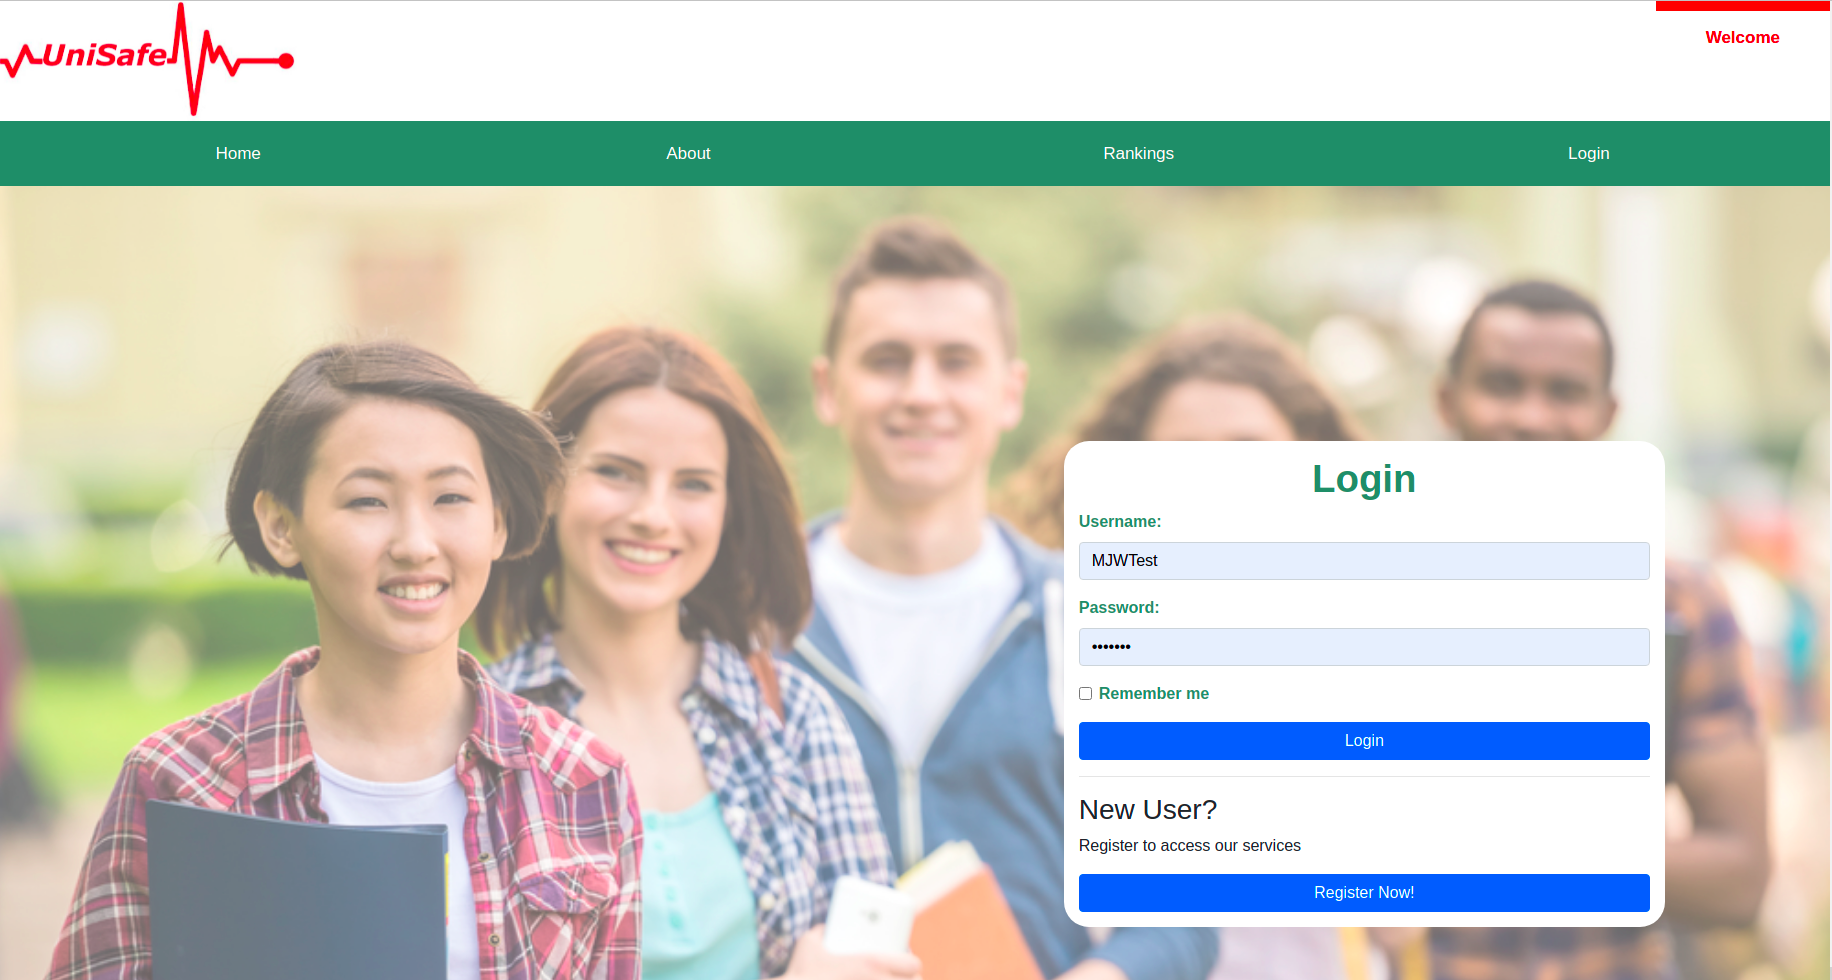 UniSafe
Welcome
Home
About
Rankings
Login
Login
Username:
MJWTest
Password:
•••••••
Remember me
Login
New User?
Register to access our services
Register Now!